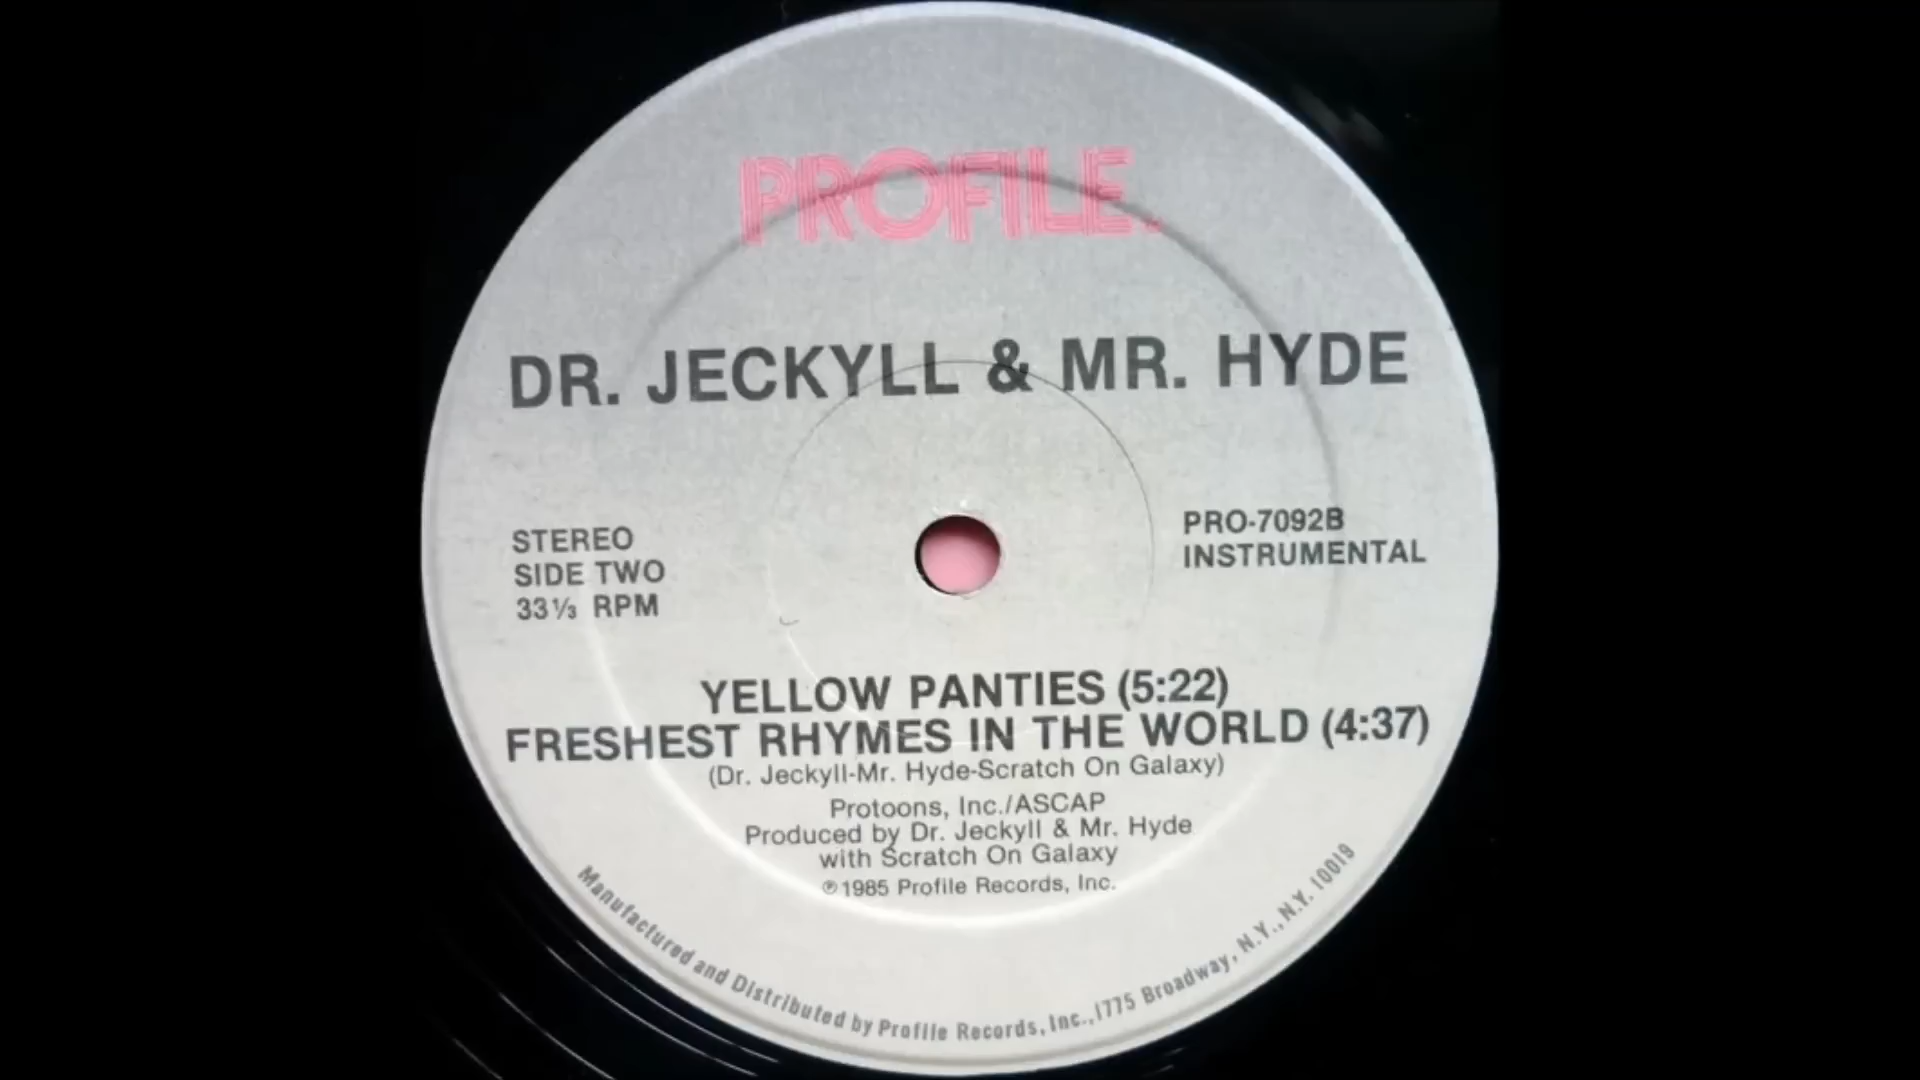 PROFILE.
DR. JECKYLL & MR. HYDE
STEREO
SIDE TWO
33⅓ RPM
PRO-7092B
INSTRUMENTAL
YELLOW PANTIES (5:22)
FRESHEST RHYMES IN THE WORLD (4:37)
(Dr. Jeckyll-Mr. Hyde-Scratch On Galaxy)
Protoons, Inc./ASCAP
Produced by Dr. Jeckyll & Mr. Hyde
with Scratch On Galaxy
℗1985 Profile Records, Inc.
Manufactured and Distributed by Profile Records, Inc., 1775 Broadway, N.Y., N.Y. 10019